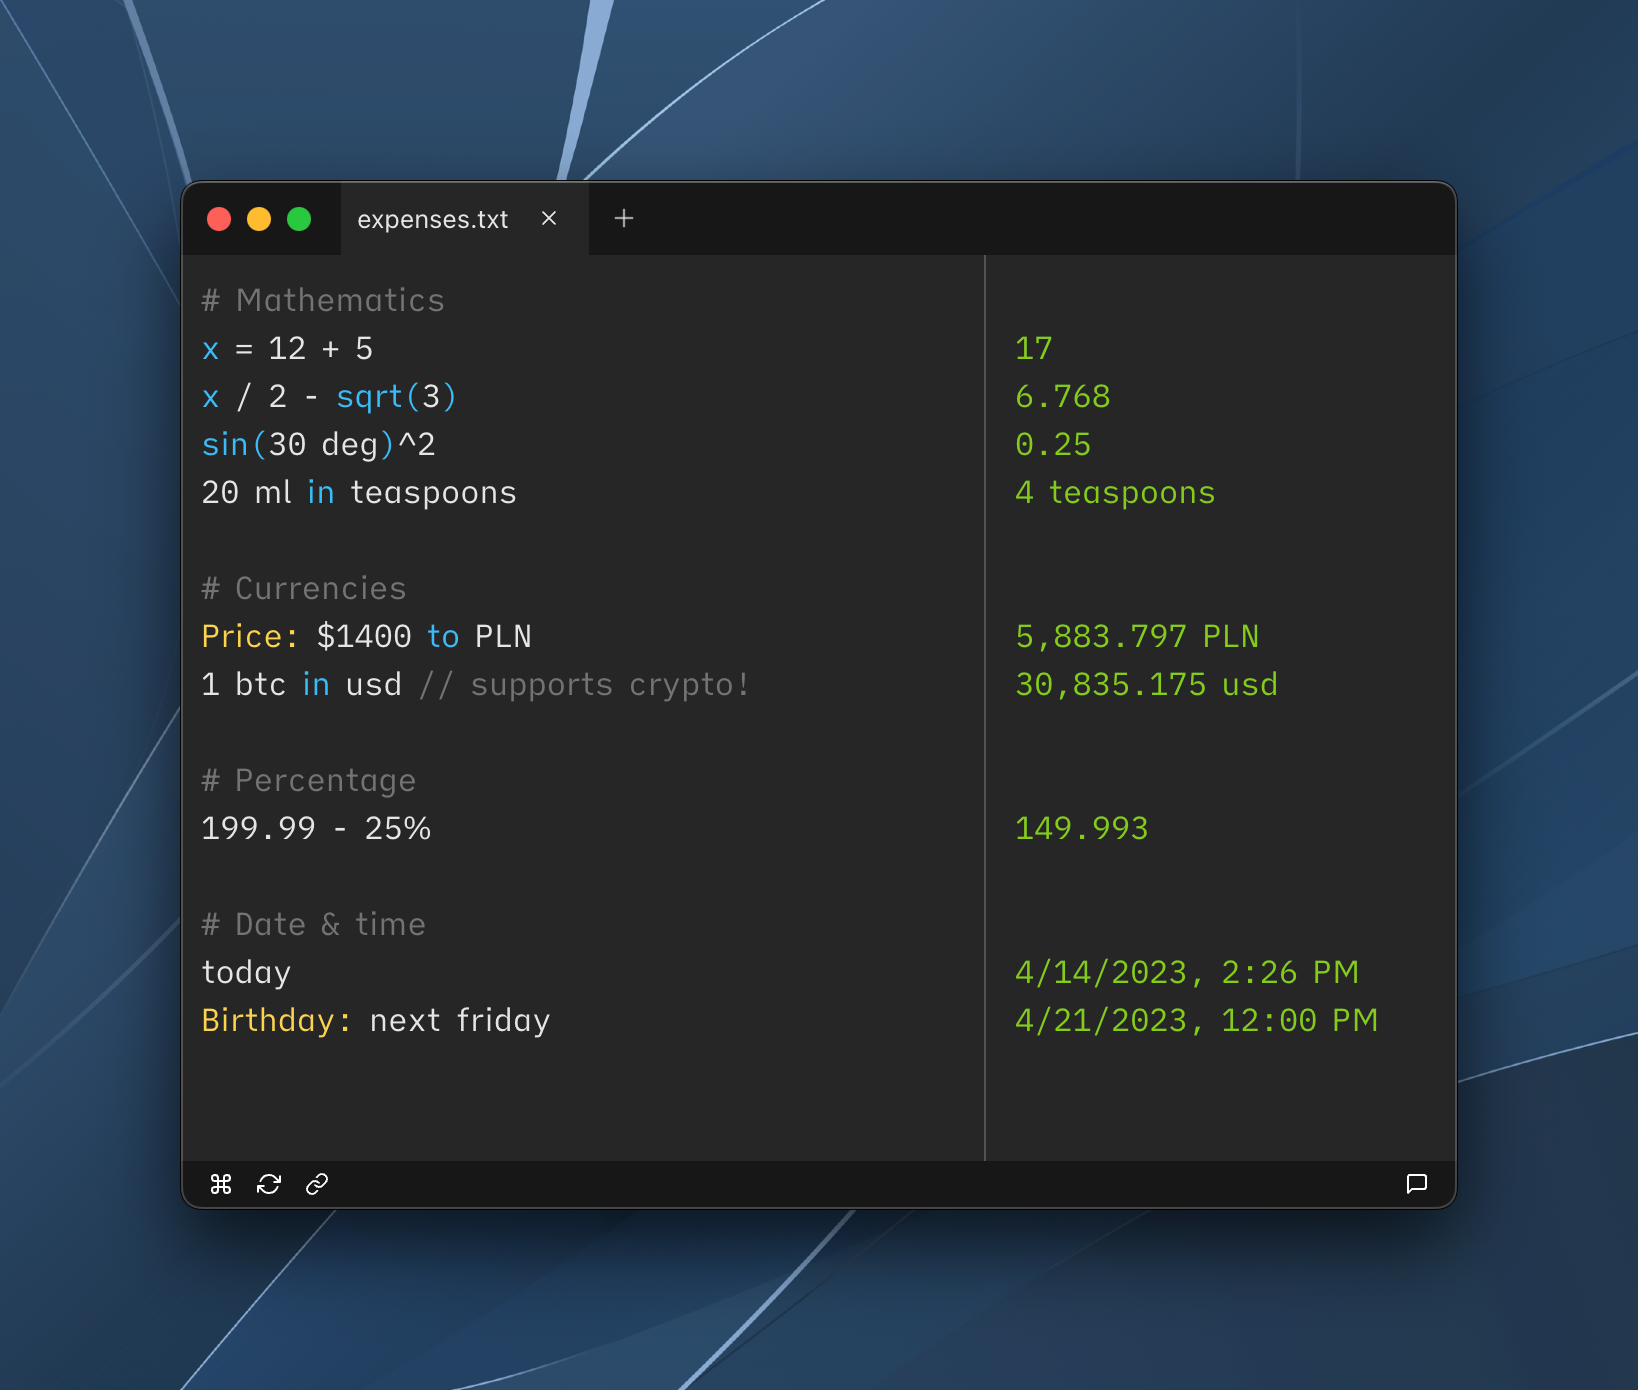 expenses.txt
# Mathematics
x = 12 + 5 17
x / 2 - sqrt(3) 6.768
sin(30 deg)^2 0.25
20 ml in teaspoons 4 teaspoons
# Currencies
Price: $1400 to PLN 5,883.797 PLN
1 btc in usd // supports crypto! 30,835.175 usd
# Percentage
199.99 - 25% 149.993
# Date & time
today 4/14/2023, 2:26 PM
Birthday: next friday 4/21/2023, 12:00 PM